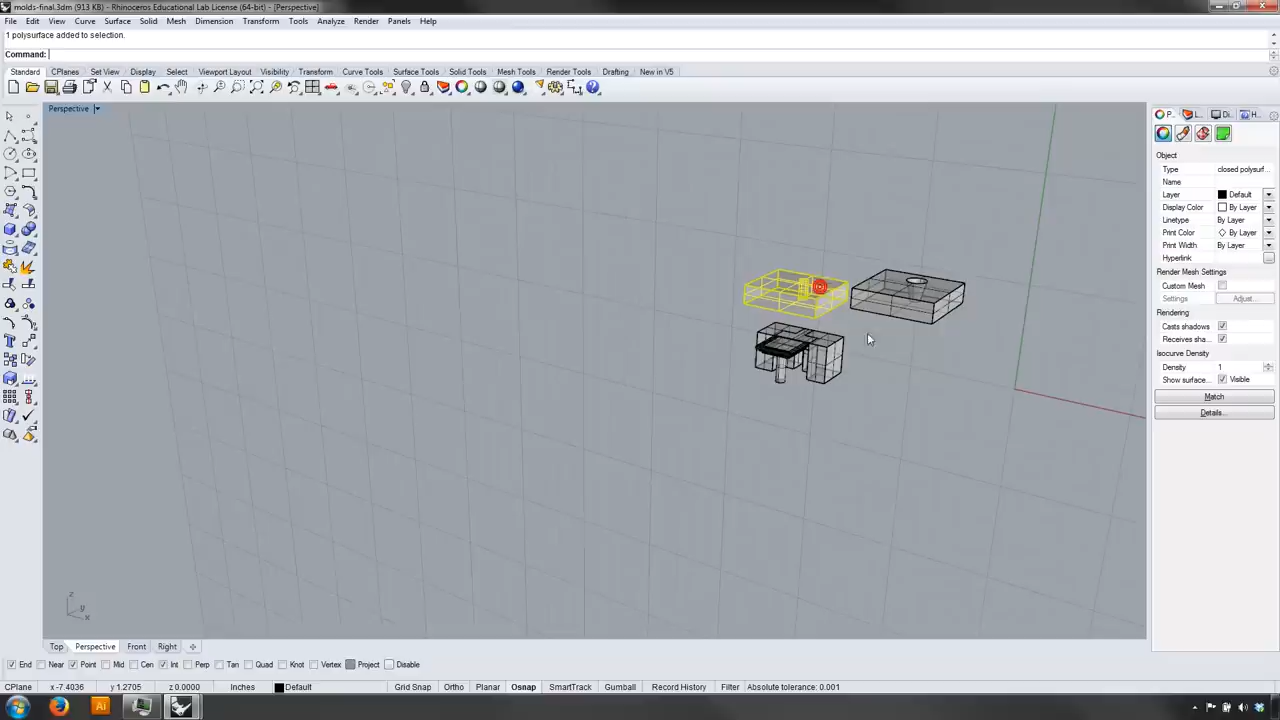 molds-final.3dm (913 KB) - Rhinoceros Educational Lab License (64-bit) - [Perspective]
File Edit View Curve Surface Solid Mesh Dimension Transform Tools Analyze Render Panels Help
1 polysurface added to selection.
Command:
Standard CPlanes Set View Display Select Viewport Layout Visibility Transform Curve Tools Surface Tools Solid Tools Mesh Tools Render Tools Drafting New in V5
Perspective
P... L... Di... H...
Object
Type closed polysurf...
Name
Layer Default
Display Color By Layer
Linetype By Layer
Print Color By Layer
Print Width By Layer
Hyperlink ...
Render Mesh Settings
Custom Mesh
Settings Adjust...
Rendering
Casts shadows
Receives sha...
Isocurve Density
Density 1
Show surface... Visible
Match
Details...
z
y
x
Top Perspective Front Right
End Near Point Mid Cen Int Perp Tan Quad Knot Vertex Project Disable
CPlane x -7.4036 y 1.2705 z 0.0000 Inches Default Grid Snap Ortho Planar Osnap SmartTrack Gumball Record History Filter Absolute tolerance: 0.001
Ai